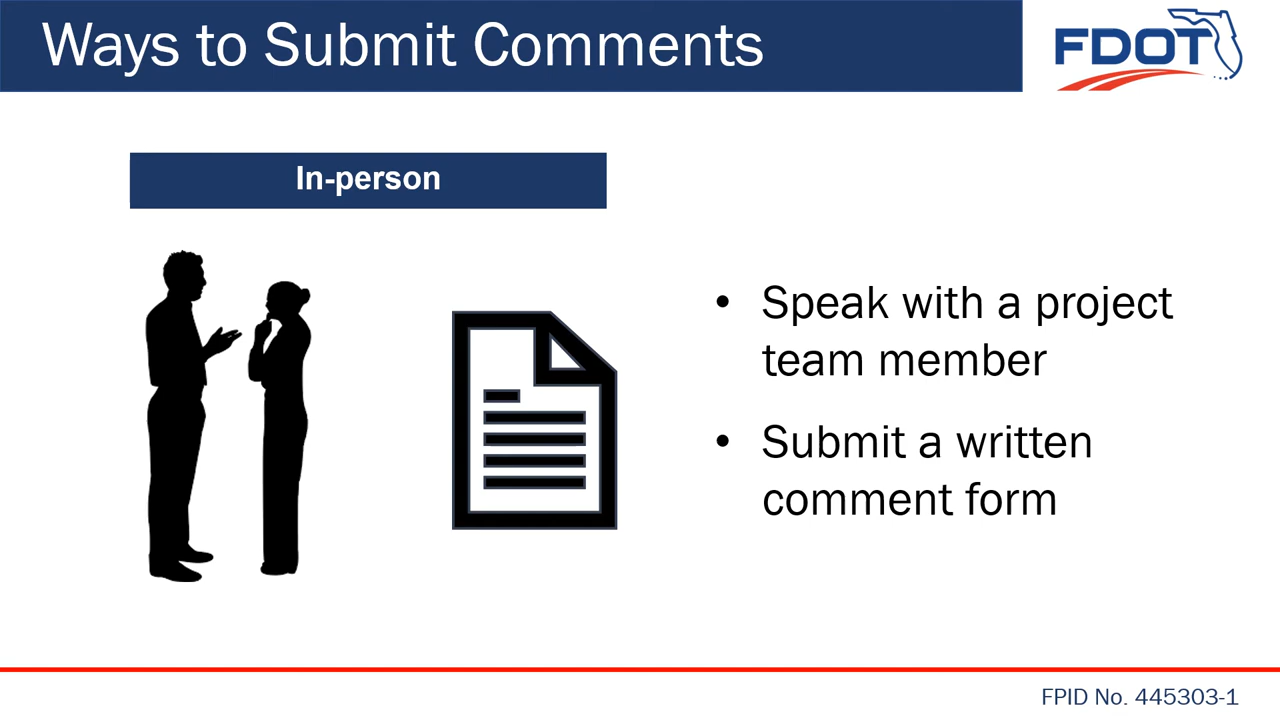 Ways to Submit Comments
FDOT
In-person
• Speak with a project
team member
• Submit a written
comment form
FPID No. 445303-1